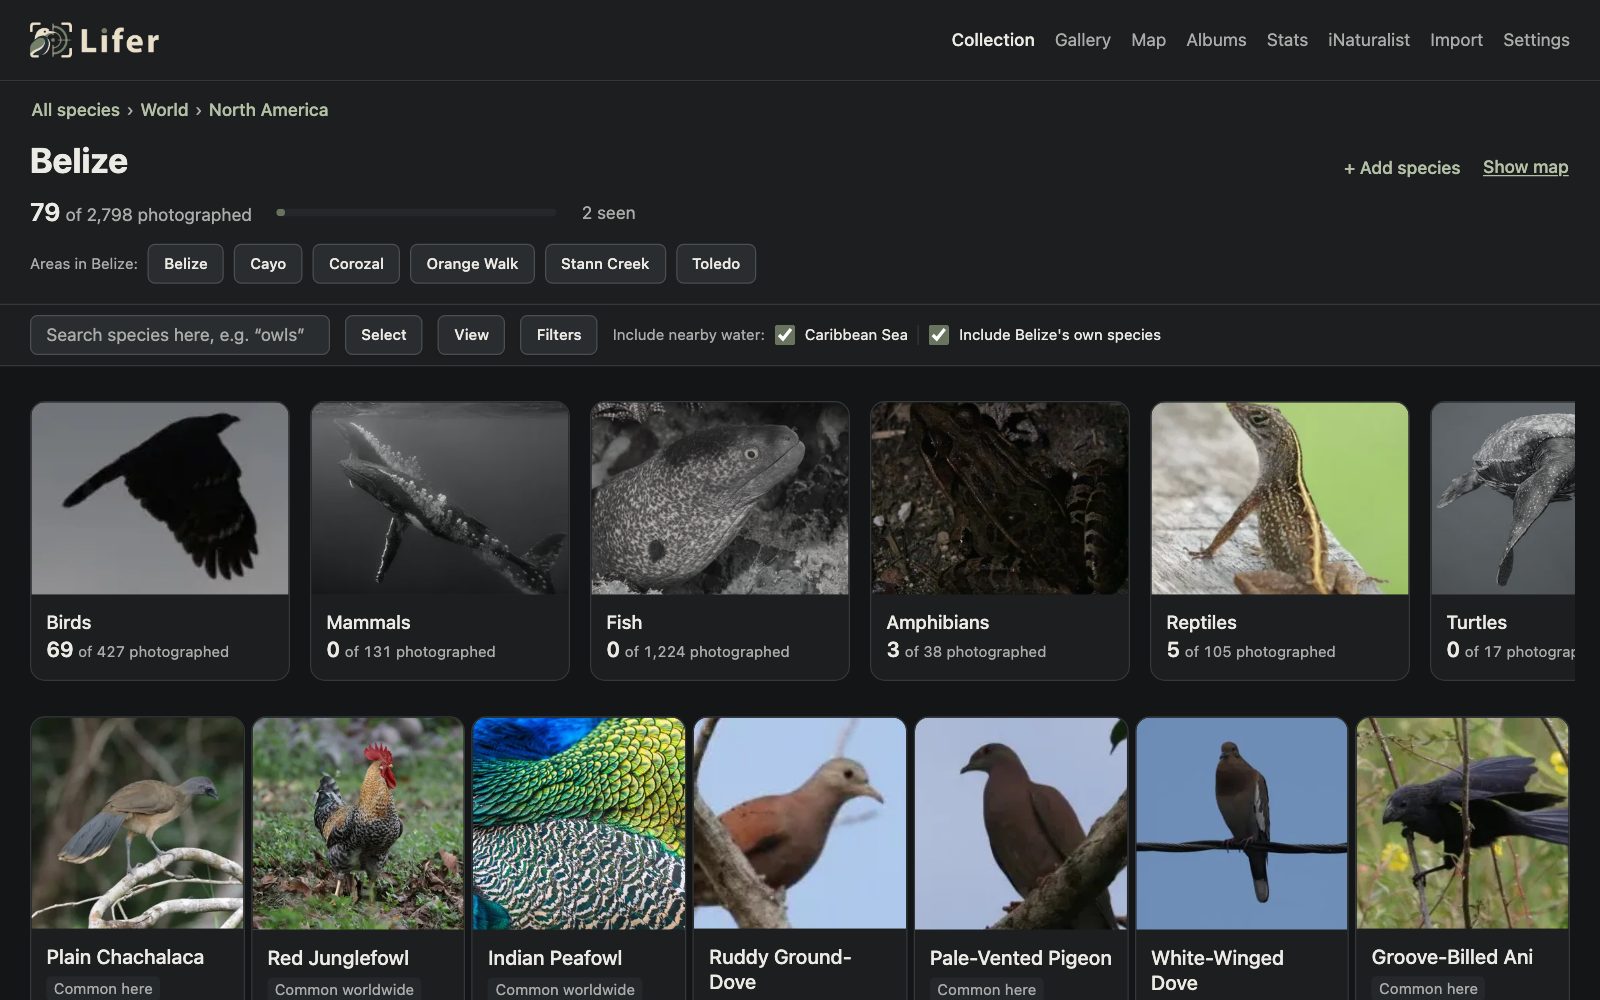 Lifer
Collection Gallery Map Albums Stats iNaturalist Import Settings
All species › World › North America
Belize
+ Add species Show map
79 of 2,798 photographed 2 seen
Areas in Belize: Belize Cayo Corozal Orange Walk Stann Creek Toledo
Search species here, e.g. “owls” Select View Filters Include nearby water: Caribbean Sea Include Belize's own species
Birds
69 of 427 photographed
Mammals
0 of 131 photographed
Fish
0 of 1,224 photographed
Amphibians
3 of 38 photographed
Reptiles
5 of 105 photographed
Turtles
0 of 17 photograp
Plain Chachalaca
Common here
Red Junglefowl
Common worldwide
Indian Peafowl
Common worldwide
Ruddy Ground-
Dove
Pale-Vented Pigeon
Common here
White-Winged
Dove
Groove-Billed Ani
Common here